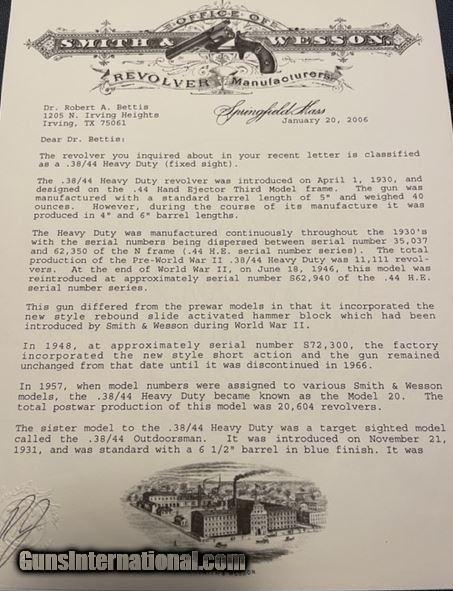 OFFICE OF
SMITH & WESSON,
REVOLVER Manufacturers
Springfield, Mass
Dr. Robert A. Bettis
1205 N. Irving Heights
Irving, TX 75061
January 20, 2006
Dear Dr. Bettis:
The revolver you inquired about in your recent letter is classified
as a .38/44 Heavy Duty (fixed sight).
The .38/44 Heavy Duty revolver was introduced on April 1, 1930, and
designed on the .44 Hand Ejector Third Model frame. The gun was
manufactured with a standard barrel length of 5" and weighed 40
ounces. However, during the course of its manufacture it was
produced in 4" and 6" barrel lengths.
The Heavy Duty was manufactured continuously throughout the 1930's
with the serial numbers being dispersed between serial number 35,037
and 62,350 of the N frame (.44 H.E. serial number series). The total
production of the Pre-World War II .38/44 Heavy Duty was 11,111 revol-
vers. At the end of World War II, on June 18, 1946, this model was
reintroduced at approximately serial number S62,940 of the .44 H.E.
serial number series.
This gun differed from the prewar models in that it incorporated the
new style rebound slide activated hammer block which had been
introduced by Smith & Wesson during World War II.
In 1948, at approximately serial number S72,300, the factory
incorporated the new style short action and the gun remained
unchanged from that date until it was discontinued in 1966.
In 1957, when model numbers were assigned to various Smith & Wesson
models, the .38/44 Heavy Duty became known as the Model 20. The
total postwar production of this model was 20,604 revolvers.
The sister model to the .38/44 Heavy Duty was a target sighted model
called the .38/44 Outdoorsman. It was introduced on November 21,
1931, and was standard with a 6 1/2" barrel in blue finish. It was
GunsInternational.com